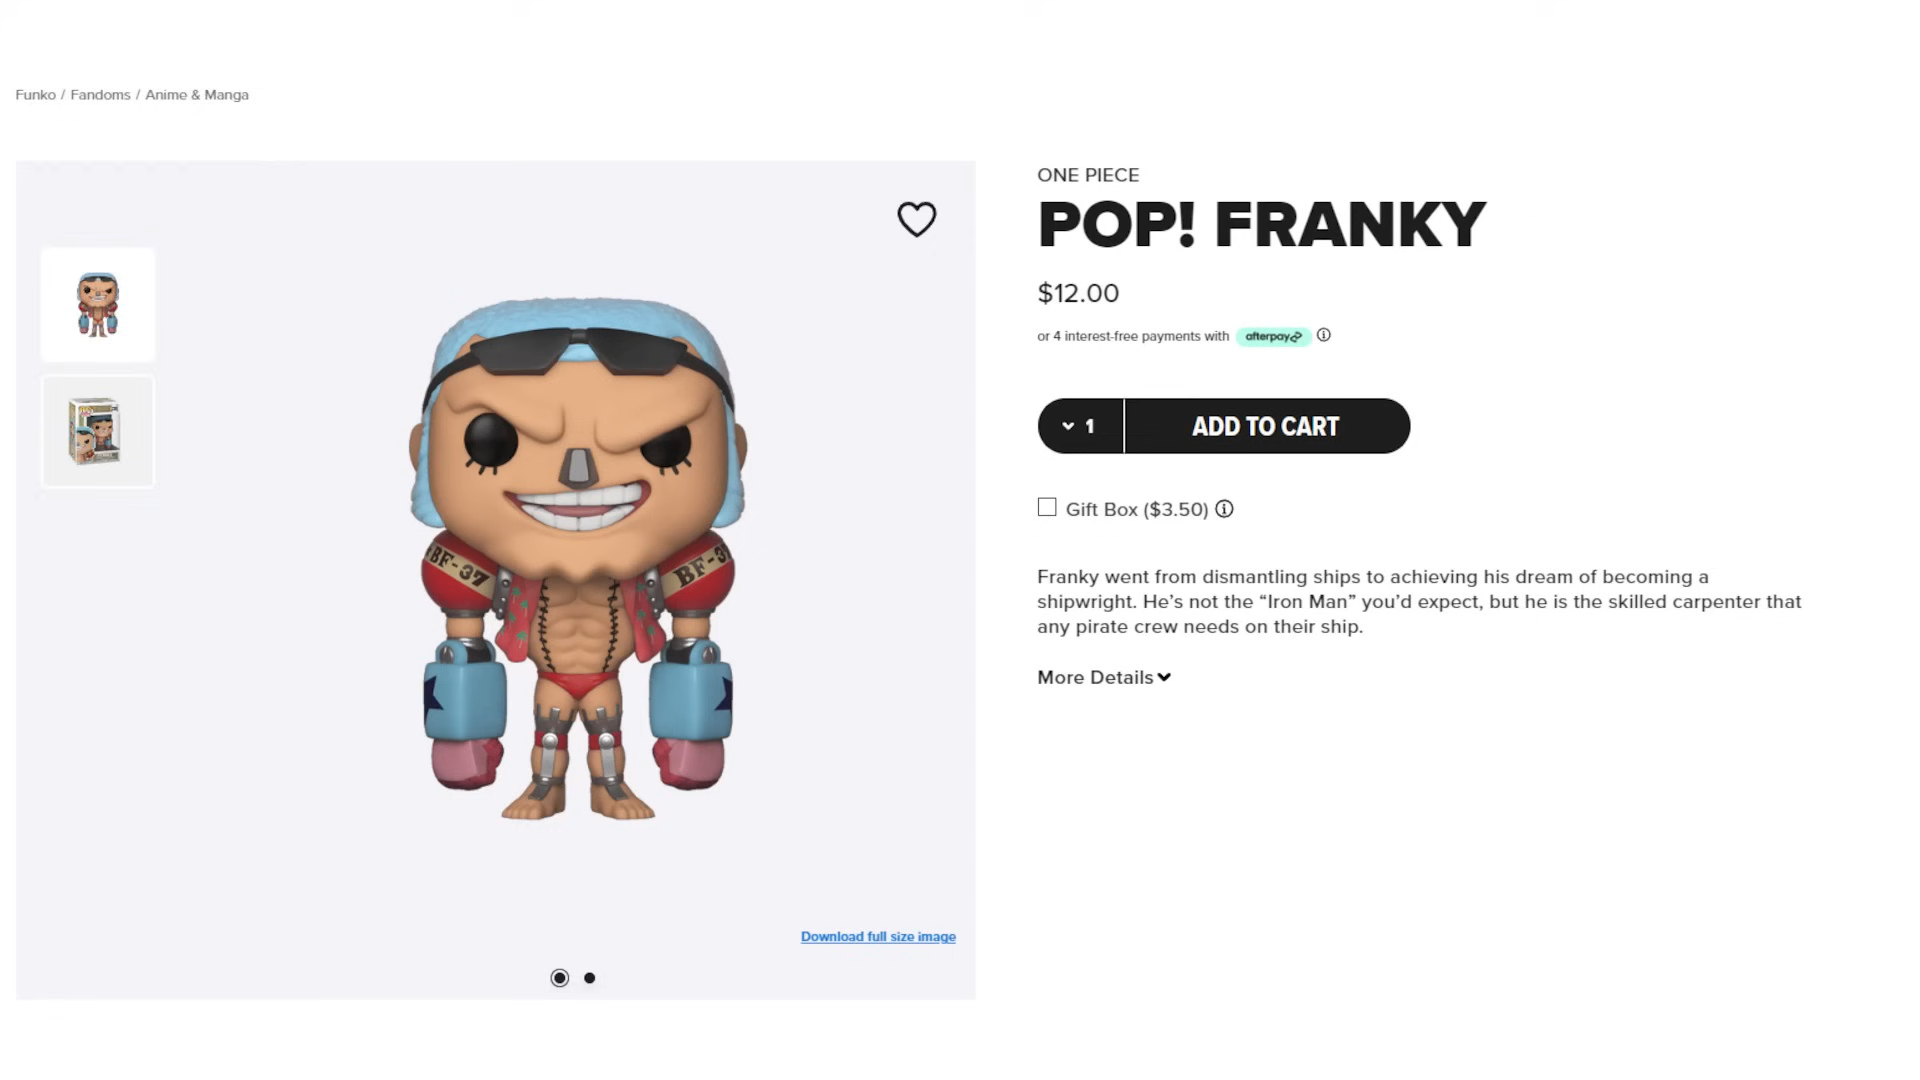 Funko / Fandoms / Anime & Manga
ONE PIECE
POP! FRANKY
$12.00
or 4 interest-free payments with afterpay
1 ADD TO CART
Gift Box ($3.50)
Franky went from dismantling ships to achieving his dream of becoming a
shipwright. He’s not the “Iron Man” you’d expect, but he is the skilled carpenter that
any pirate crew needs on their ship.
More Details
BF-37
BF-3
Download full size image